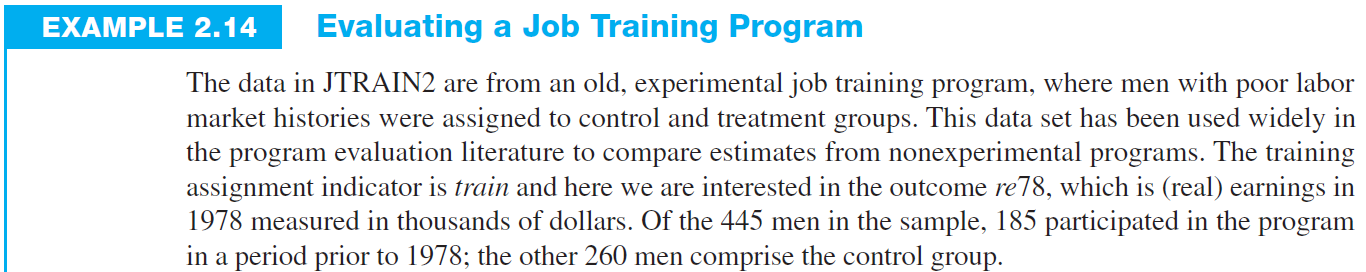 EXAMPLE 2.14 Evaluating a Job Training Program
The data in JTRAIN2 are from an old, experimental job training program, where men with poor labor
market histories were assigned to control and treatment groups. This data set has been used widely in
the program evaluation literature to compare estimates from nonexperimental programs. The training
assignment indicator is train and here we are interested in the outcome re78, which is (real) earnings in
1978 measured in thousands of dollars. Of the 445 men in the sample, 185 participated in the program
in a period prior to 1978; the other 260 men comprise the control group.